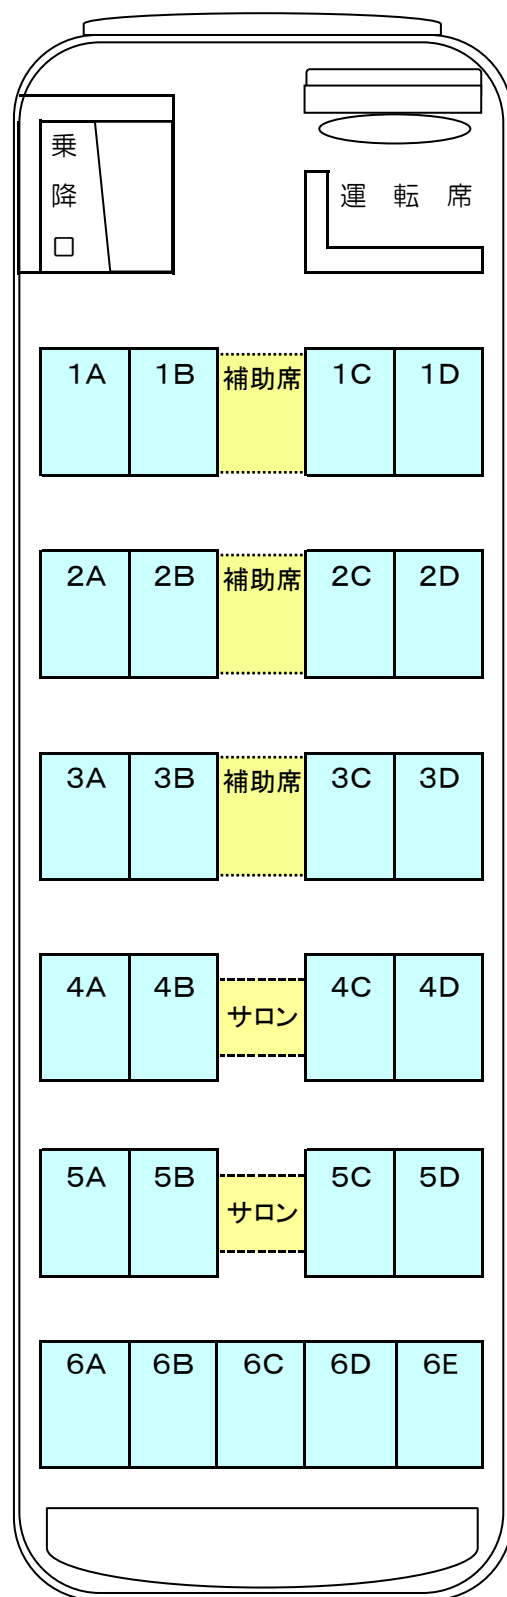 乗降口
運転席
1A 1B 補助席 1C 1D
2A 2B 補助席 2C 2D
3A 3B 補助席 3C 3D
4A 4B サロン 4C 4D
5A 5B サロン 5C 5D
6A 6B 6C 6D 6E